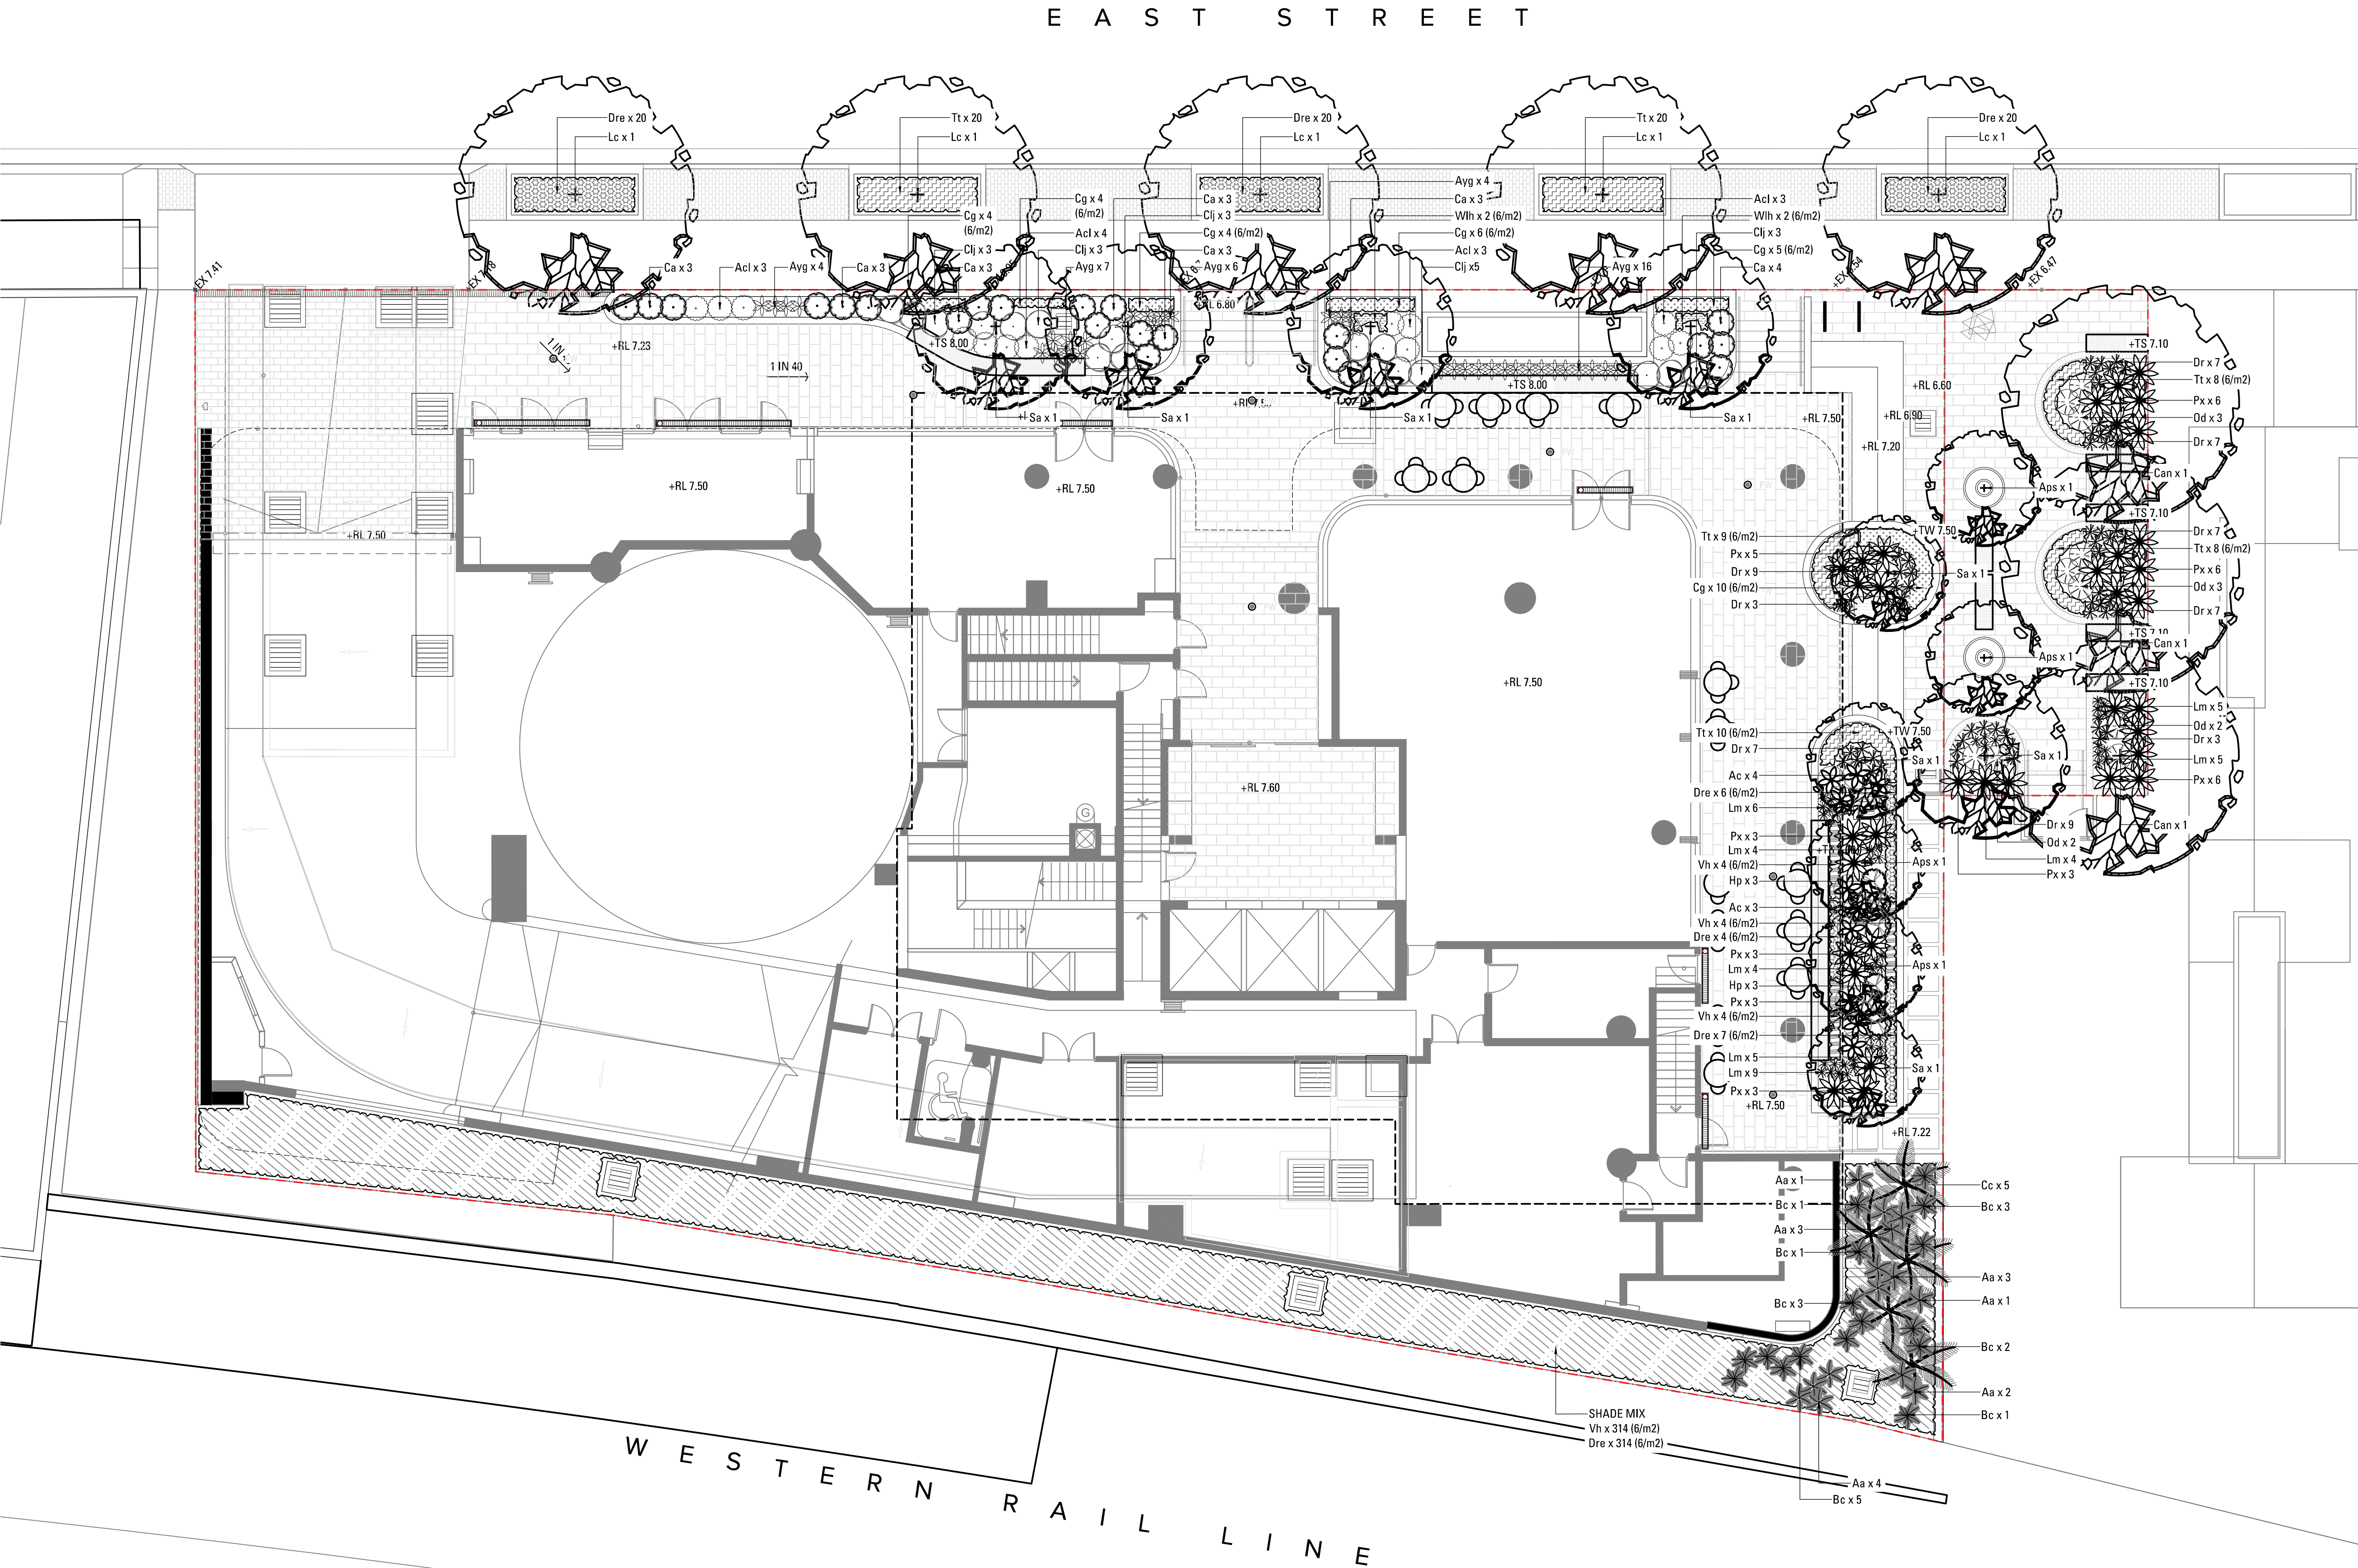 EAST STREET
Dre x 20
Lc x 1
Tt x 20
Lc x 1
Dre x 20
Lc x 1
Tt x 20
Lc x 1
Dre x 20
Lc x 1
Cg x 4
(6/m2)
Clj x 3
Ca x 3
Cg x 4
(6/m2)
Acl x 4
Clj x 3
Ayg x 7
Ca x 3
Clj x 3
Cg x 4 (6/m2)
Ca x 3
Ayg x 6
Ayg x 4
Ca x 3
Wlh x 2 (6/m2)
Cg x 6 (6/m2)
Acl x 3
Clj x5
Ayg x 16
Acl x 3
Wlh x 2 (6/m2)
Clj x 3
Cg x 5 (6/m2)
Ca x 4
+EX 7.41
Ca x 3
Acl x 3
Ayg x 4
Ca x 3
+EX 6.47
RL 6.80
+RL 7.23
1 IN 40
+TS 8.00
+TS 8.00
Sa x 1
Sa x 1
Sa x 1
Sa x 1
+RL 7.50
+RL 6.60
+RL 6.90
+RL 7.20
+TS 7.10
Dr x 7
Tt x 8 (6/m2)
Px x 6
Od x 3
Dr x 7
Can x 1
Aps x 1
+TS 7.10
+RL 7.50
+RL 7.50
+RL 7.50
FW
Tt x 9 (6/m2)
Px x 5
Dr x 9
Cg x 10 (6/m2)
Dr x 3
+TW 7.50
Sa x 1
Dr x 7
Tt x 8 (6/m2)
Px x 6
Od x 3
Dr x 7
+TS 7.10
Can x 1
Aps x 1
+TS 7.10
+RL 7.50
Lm x 5
Od x 2
Dr x 3
Lm x 5
Px x 6
Can x 1
Tt x 10 (6/m2)
Dr x 7
Ac x 4
Dre x 6 (6/m2)
Lm x 6
Px x 3
Lm x 4
Vh x 4 (6/m2)
Hp x 3
Ac x 3
Vh x 4 (6/m2)
Dre x 4 (6/m2)
Px x 3
Lm x 4
Hp x 3
Px x 3
Vh x 4 (6/m2)
Dre x 7 (6/m2)
Lm x 5
Lm x 9
Px x 3
+RL 7.50
+TW 7.50
Sa x 1
Sa x 1
Dr x 9
Od x 2
Lm x 4
Px x 3
Aps x 1
Aps x 1
Sa x 1
+RL 7.22
+RL 7.60
G
Aa x 1
Bc x 1
Aa x 3
Bc x 1
Bc x 3
Cc x 5
Bc x 3
Aa x 3
Aa x 1
Bc x 2
Aa x 2
Bc x 1
SHADE MIX
Vh x 314 (6/m2)
Dre x 314 (6/m2)
Aa x 4
Bc x 5
WESTERN RAIL LINE